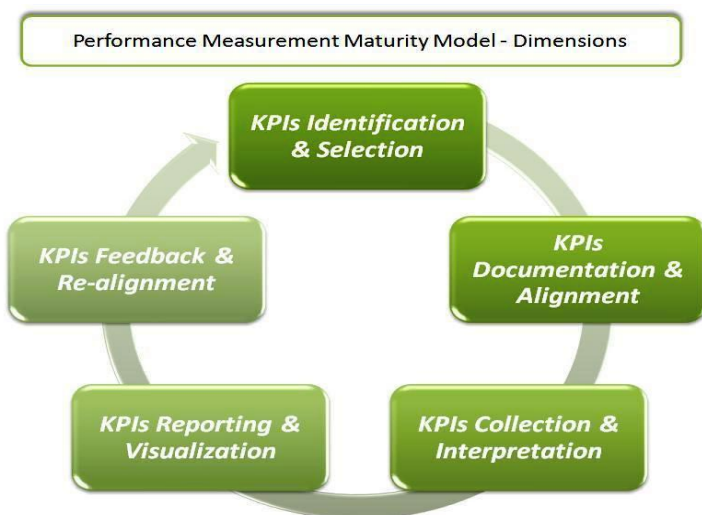 Performance Measurement Maturity Model - Dimensions
KPIs Identification
& Selection
KPIs
Documentation &
Alignment
KPIs Collection &
Interpretation
KPIs Reporting &
Visualization
KPIs Feedback &
Re-alignment